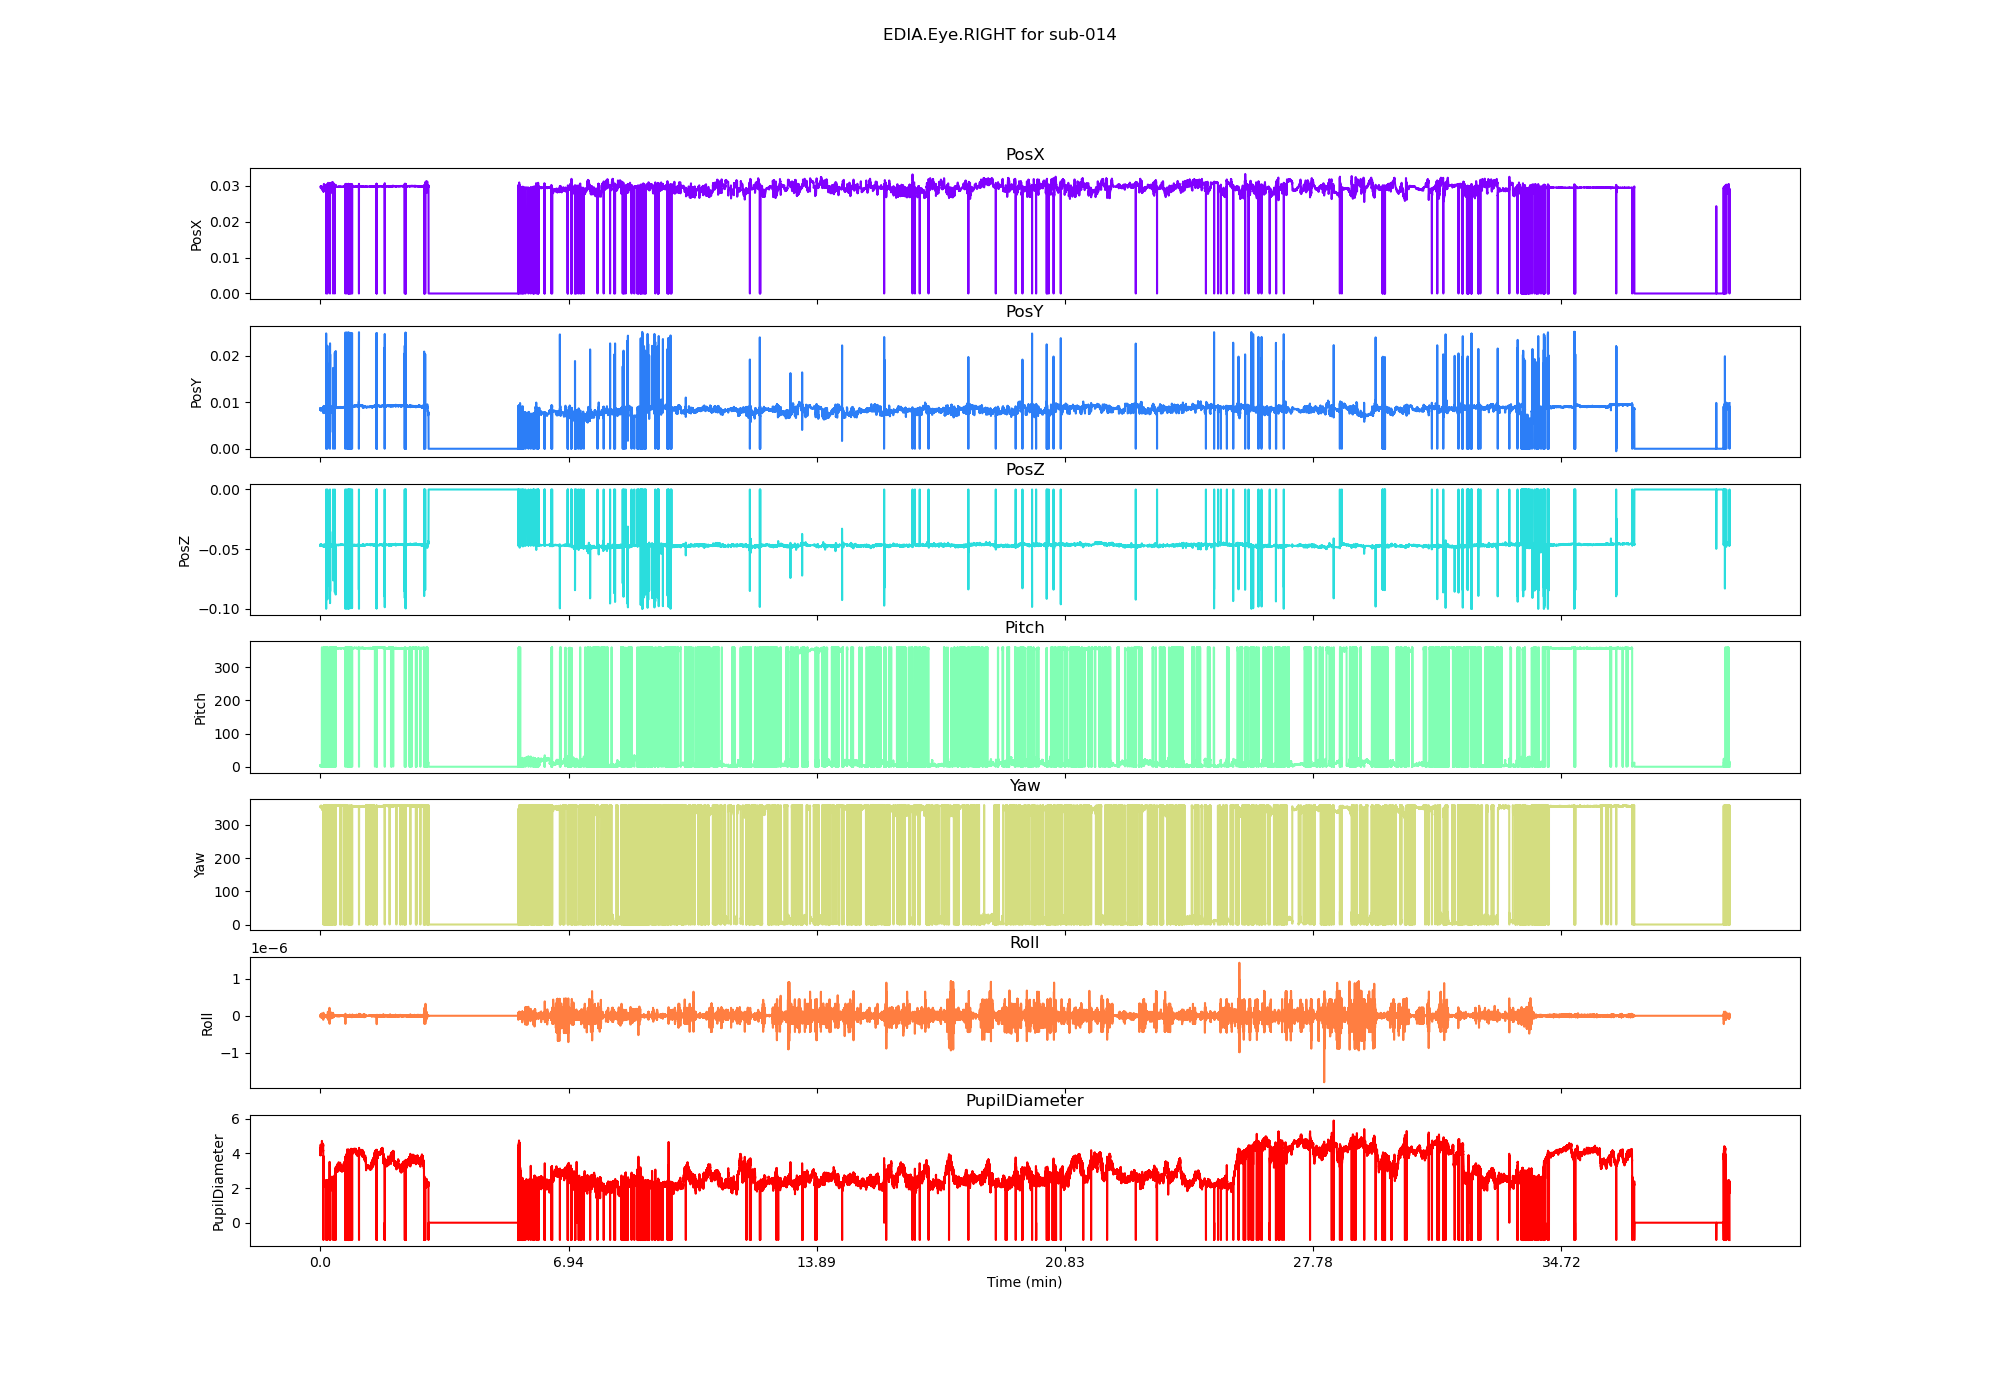 EDIA.Eye.RIGHT for sub-014
PosX
0.03
0.02
0.01
0.00
PosX
PosY
0.02
0.01
0.00
PosY
PosZ
0.00
−0.05
−0.10
PosZ
Pitch
300
200
100
0
Pitch
Yaw
300
200
100
0
Yaw
1e−6
Roll
1
0
−1
Roll
PupilDiameter
6
4
2
0
PupilDiameter
0.0 6.94 13.89 20.83 27.78 34.72
Time (min)